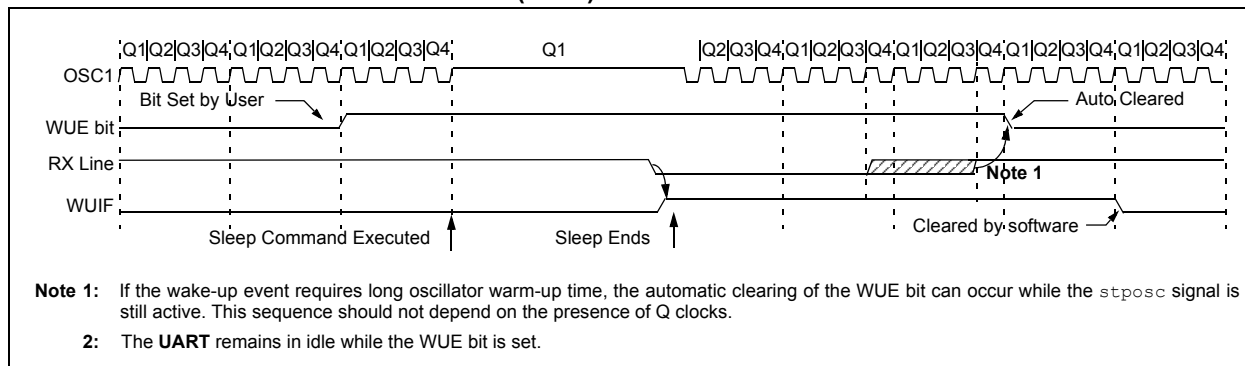 Q1|Q2|Q3|Q4|Q1|Q2|Q3|Q4|Q1|Q2|Q3|Q4 Q1 |Q2|Q3|Q4|Q1|Q2|Q3|Q4|Q1|Q2|Q3|Q4|Q1|Q2|Q3|Q4|Q1|Q2|Q3|Q4
OSC1
Bit Set by User Auto Cleared
WUE bit
RX Line
Note 1
WUIF
Cleared by software
Sleep Command Executed Sleep Ends
Note 1: If the wake-up event requires long oscillator warm-up time, the automatic clearing of the WUE bit can occur while the stposc signal is
still active. This sequence should not depend on the presence of Q clocks.
2: The UART remains in idle while the WUE bit is set.